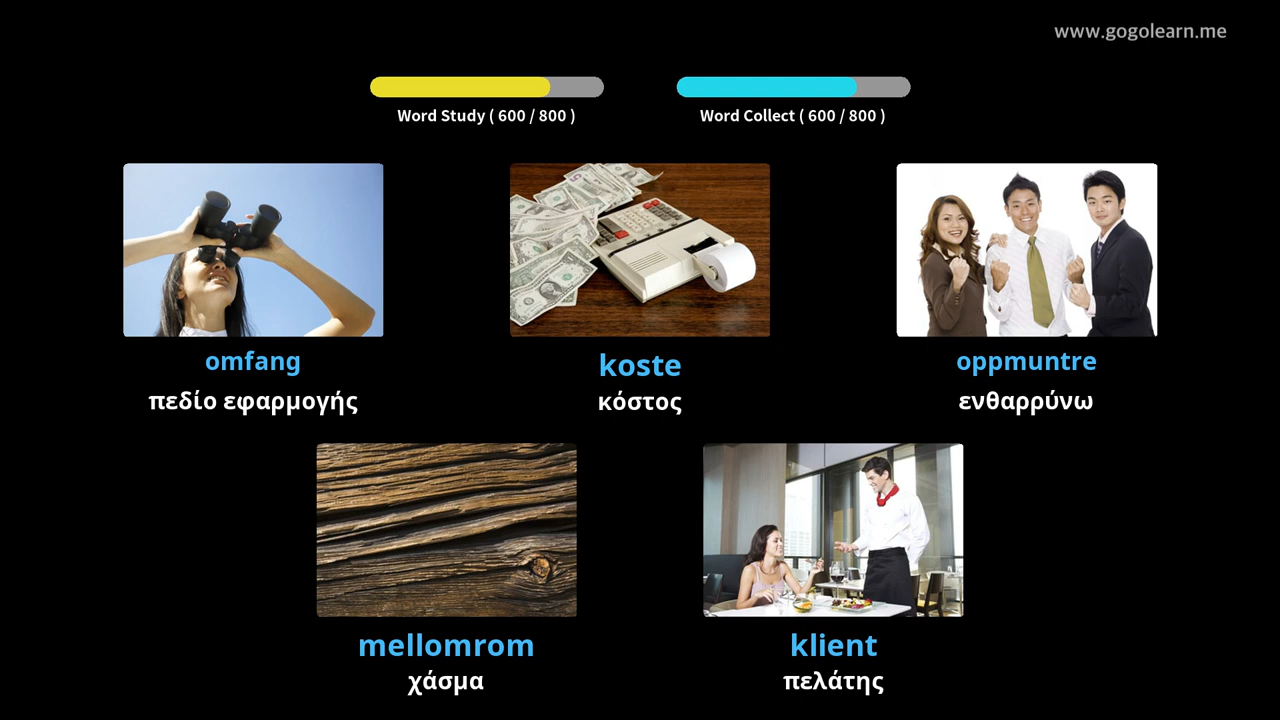 www.gogolearn.me
Word Study ( 600 / 800 )
Word Collect ( 600 / 800 )
omfang
πεδίο εφαρμογής
koste
κόστος
oppmuntre
ενθαρρύνω
mellomrom
χάσμα
klient
πελάτης